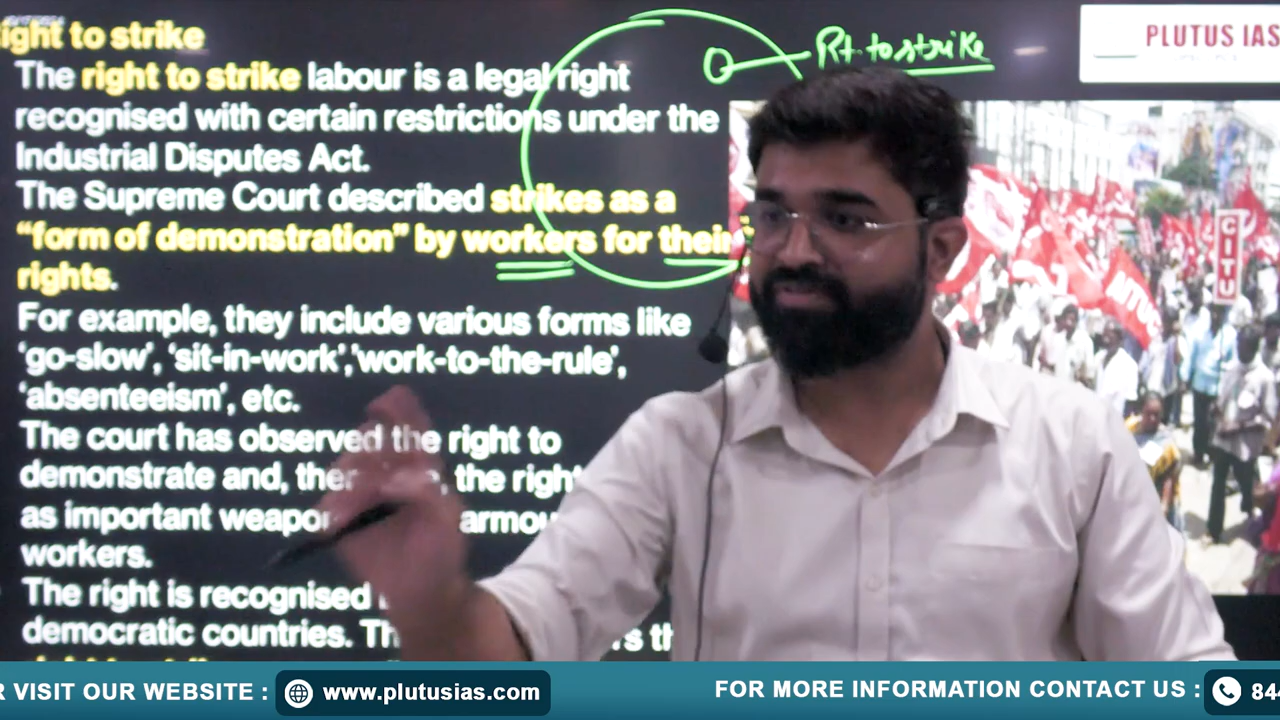 ight to strike
Rt. to strike
PLUTUS IAS
The right to strike labour is a legal right
recognised with certain restrictions under the
Industrial Disputes Act.
The Supreme Court described strikes as a
“form of demonstration” by workers for their
rights.
For example, they include various forms like
‘go-slow’, ‘sit-in-work’,’work-to-the-rule’,
‘absenteeism’, etc.
The court has observed the right to
demonstrate and, the the right
as important weapo armou
workers.
The right is recognised
democratic countries. Th
CITU
R VISIT OUR WEBSITE : www.plutusias.com
FOR MORE INFORMATION CONTACT US : 844